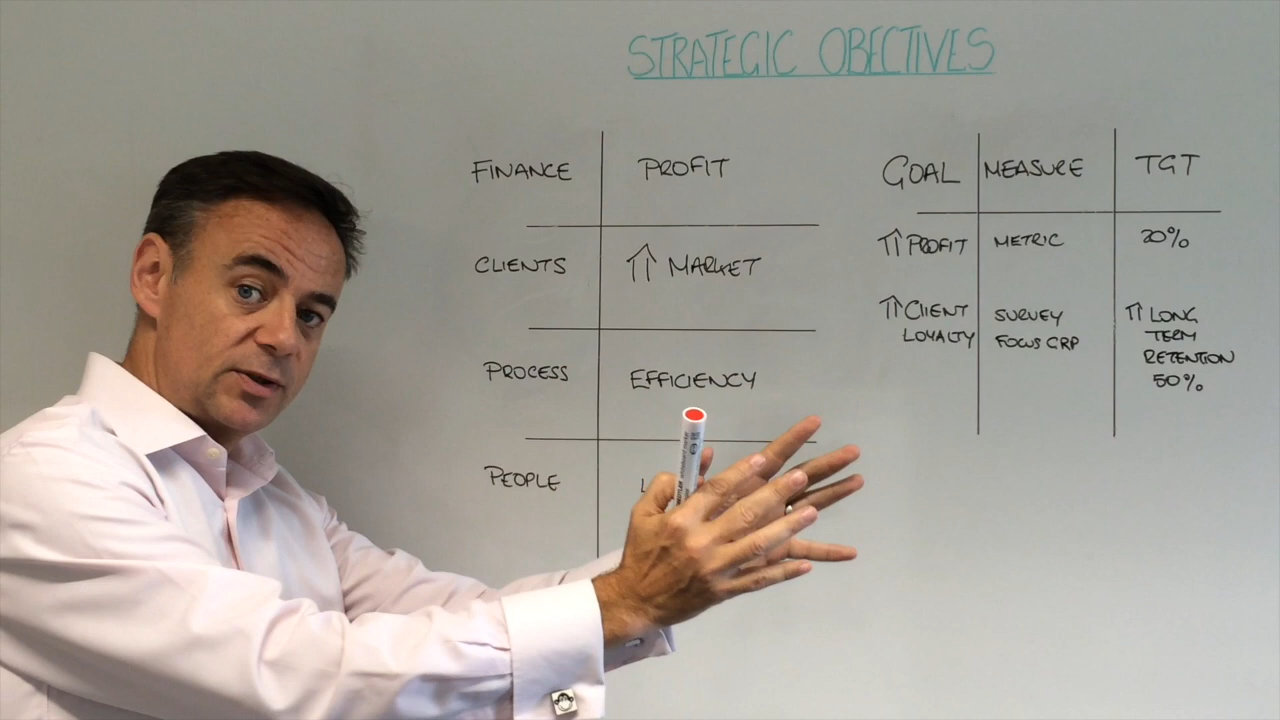 STRATEGIC OBECTIVES
FINANCE PROFIT
CLIENTS ⇑ MARKET
PROCESS EFFICIENCY
PEOPLE L
GOAL MEASURE TGT
⇑ PROFIT METRIC 20%
⇑ CLIENT LOYALTY
SURVEY
FOCUS GRP
⇑ LONG
TERM
RETENTION
50%